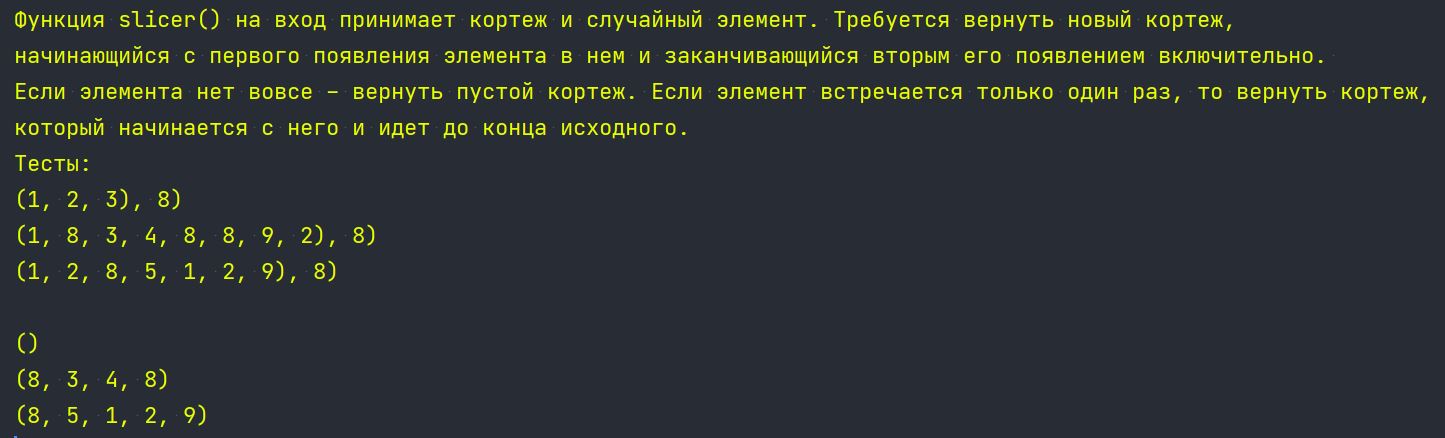 Функция slicer() на вход принимает кортеж и случайный элемент. Требуется вернуть новый кортеж,
начинающийся с первого появления элемента в нем и заканчивающийся вторым его появлением включительно.
Если элемента нет вовсе – вернуть пустой кортеж. Если элемент встречается только один раз, то вернуть кортеж,
который начинается с него и идет до конца исходного.
Тесты:
(1, 2, 3), 8)
(1, 8, 3, 4, 8, 8, 9, 2), 8)
(1, 2, 8, 5, 1, 2, 9), 8)
()
(8, 3, 4, 8)
(8, 5, 1, 2, 9)